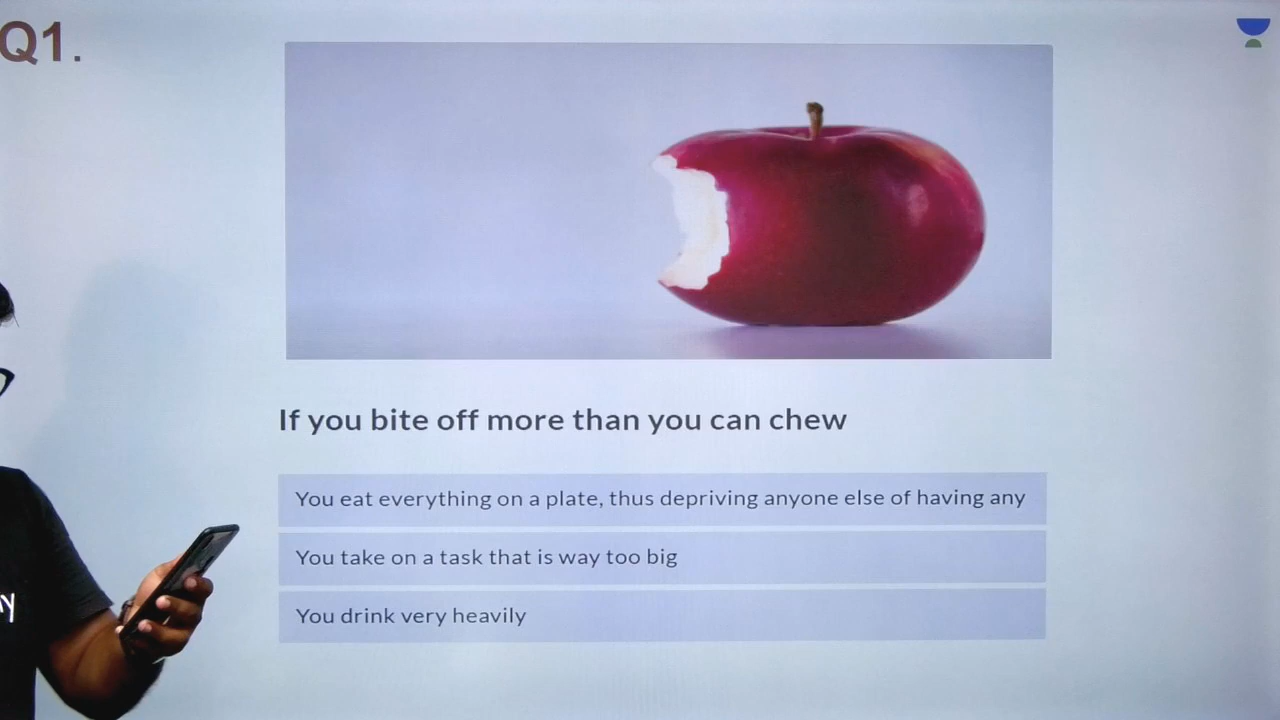 Q1.
If you bite off more than you can chew
You eat everything on a plate, thus depriving anyone else of having any
You take on a task that is way too big
You drink very heavily